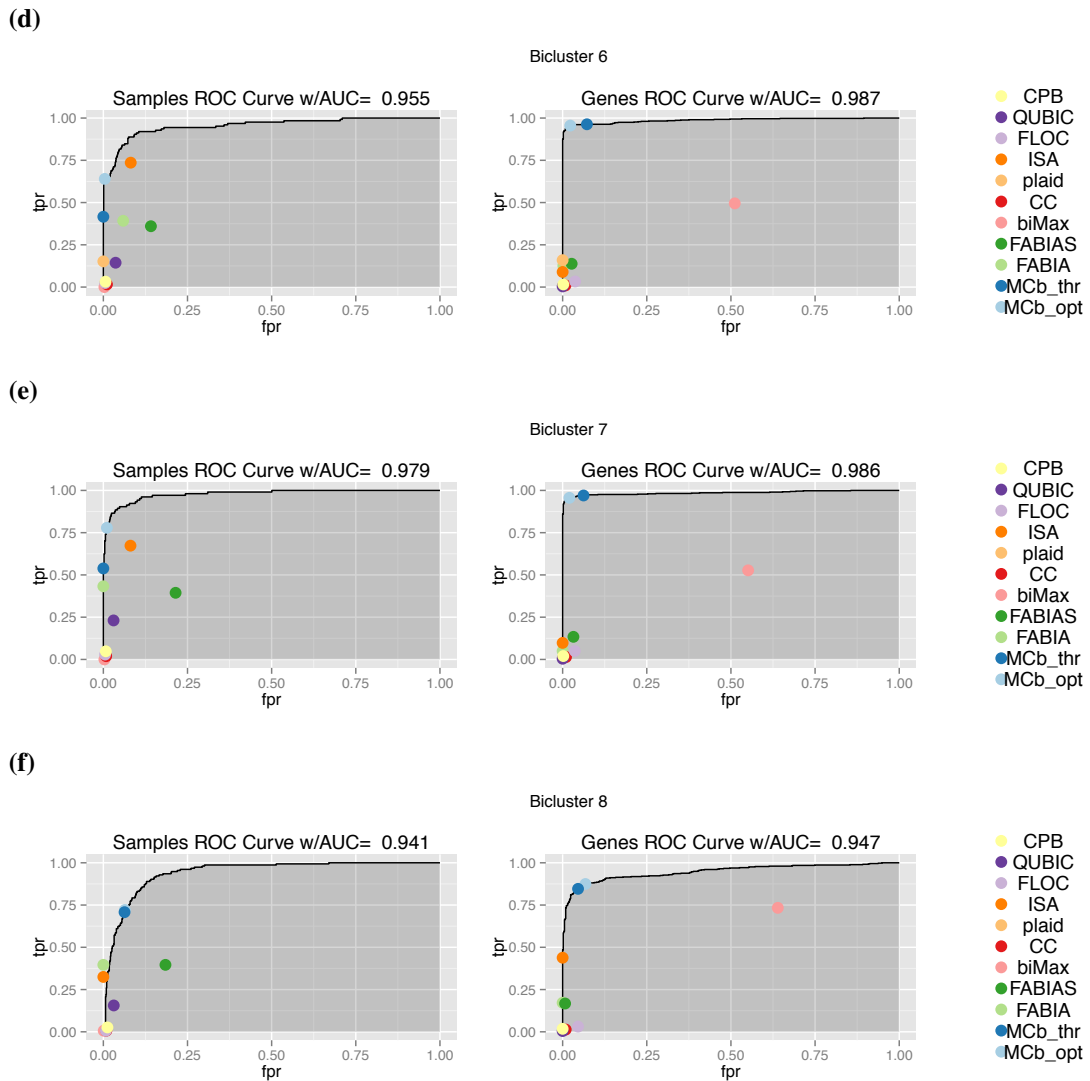 (d)
Bicluster 6
Samples ROC Curve w/AUC= 0.955
1.00
0.75
0.50
0.25
0.00
tpr
0.00 0.25 0.50 0.75 1.00
fpr
Genes ROC Curve w/AUC= 0.987
1.00
0.75
0.50
0.25
0.00
tpr
0.00 0.25 0.50 0.75 1.00
fpr
CPB
QUBIC
FLOC
ISA
plaid
CC
biMax
FABIAS
FABIA
MCb_thr
MCb_opt
(e)
Bicluster 7
Samples ROC Curve w/AUC= 0.979
1.00
0.75
0.50
0.25
0.00
tpr
0.00 0.25 0.50 0.75 1.00
fpr
Genes ROC Curve w/AUC= 0.986
1.00
0.75
0.50
0.25
0.00
tpr
0.00 0.25 0.50 0.75 1.00
fpr
CPB
QUBIC
FLOC
ISA
plaid
CC
biMax
FABIAS
FABIA
MCb_thr
MCb_opt
(f)
Bicluster 8
Samples ROC Curve w/AUC= 0.941
1.00
0.75
0.50
0.25
0.00
tpr
0.00 0.25 0.50 0.75 1.00
fpr
Genes ROC Curve w/AUC= 0.947
1.00
0.75
0.50
0.25
0.00
tpr
0.00 0.25 0.50 0.75 1.00
fpr
CPB
QUBIC
FLOC
ISA
plaid
CC
biMax
FABIAS
FABIA
MCb_thr
MCb_opt